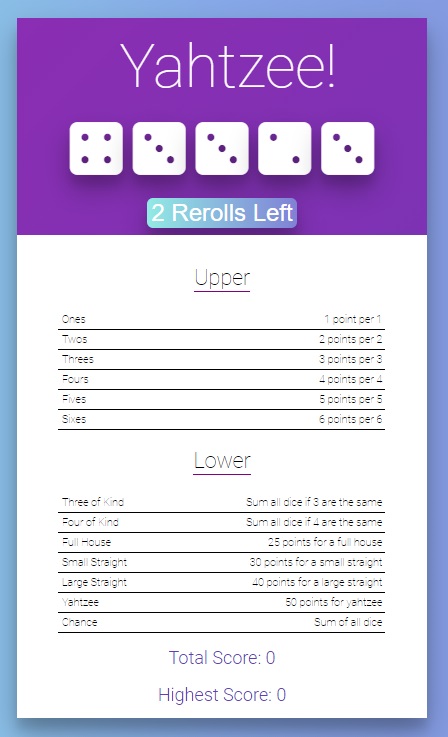 Yahtzee!
2 Rerolls Left
Upper
Ones 1 point per 1
Twos 2 points per 2
Threes 3 points per 3
Fours 4 points per 4
Fives 5 points per 5
Sixes 6 points per 6
Lower
Three of Kind Sum all dice if 3 are the same
Four of Kind Sum all dice if 4 are the same
Full House 25 points for a full house
Small Straight 30 points for a small straight
Large Straight 40 points for a large straight
Yahtzee 50 points for yahtzee
Chance Sum of all dice
Total Score: 0
Highest Score: 0